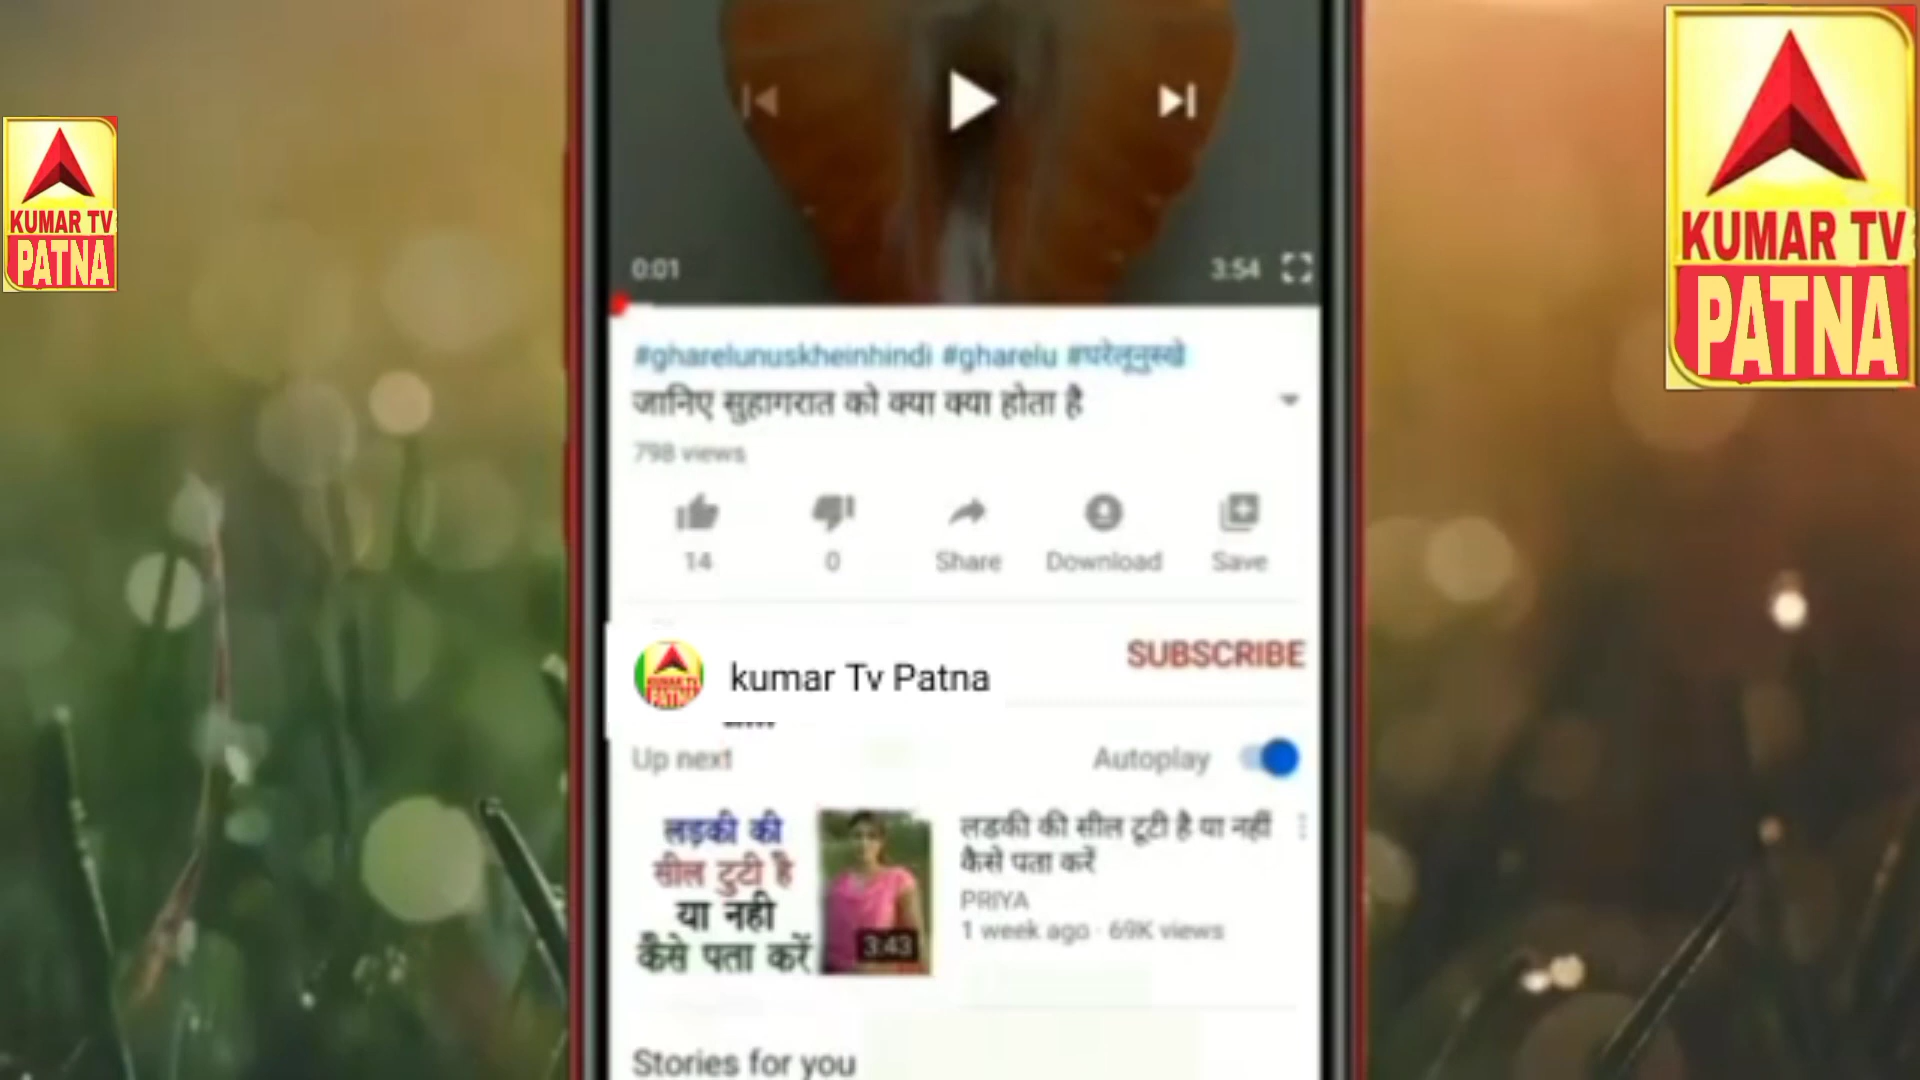 KUMAR TV
PATNA
KUMAR TV
PATNA
0:01
3:54
#gharelunuskheinhindi #gharelu #घरेलूनुस्खे
जानिए सुहागरात को क्या क्या होता है
798 views
14
0
Share
Download
Save
kumar Tv Patna
SUBSCRIBE
Up next
Autoplay
लड़की की
सील टुटी है
या नही
कैसे पता करें
3:43
लडकी की सील टूटी है या नहीं
कैसे पता करें
PRIYA
1 week ago · 69K views
Stories for you